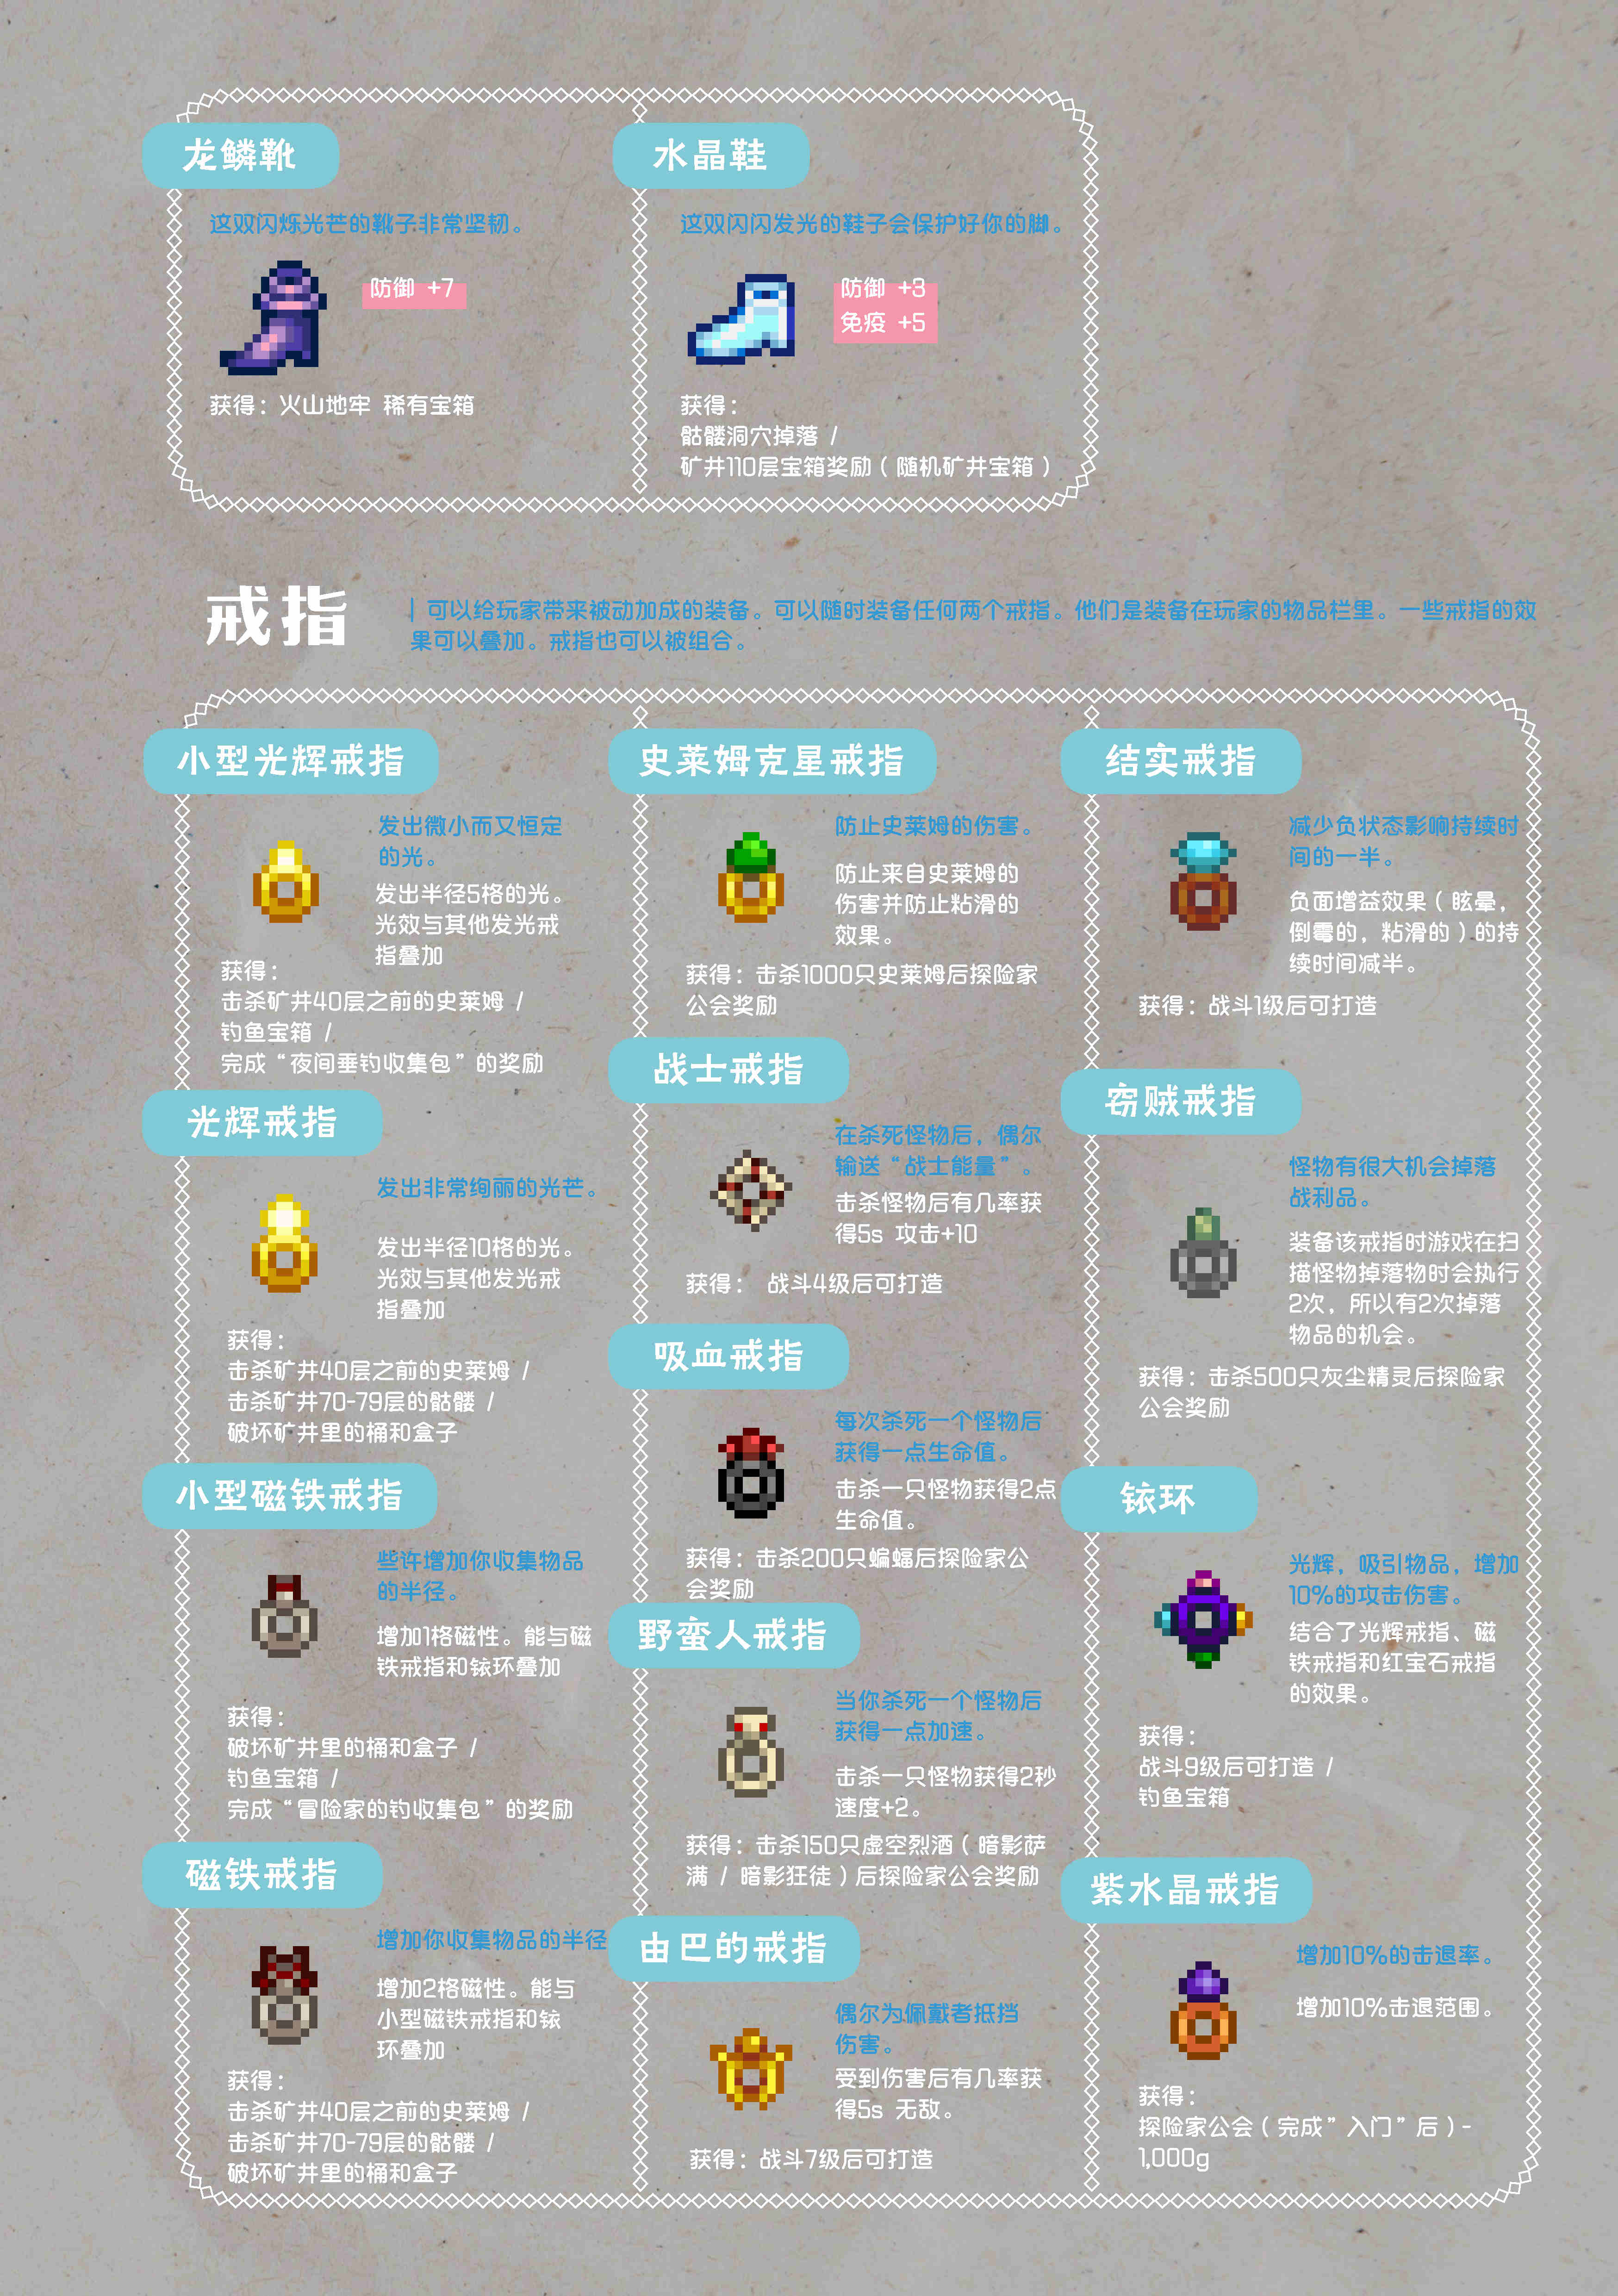 龙鳞靴
这双闪烁光芒的靴子非常坚韧。
防御 +7
获得：火山地牢 稀有宝箱
水晶鞋
这双闪闪发光的鞋子会保护好你的脚。
防御 +3
免疫 +5
获得：
骷髅洞穴掉落 /
矿井110层宝箱奖励（随机矿井宝箱）
戒指
| 可以给玩家带来被动加成的装备。可以随时装备任何两个戒指。他们是装备在玩家的物品栏里。一些戒指的效
果可以叠加。戒指也可以被组合。
小型光辉戒指
发出微小而又恒定
的光。
发出半径5格的光。
光效与其他发光戒
指叠加
获得：
击杀矿井40层之前的史莱姆 /
钓鱼宝箱 /
完成“夜间垂钓收集包”的奖励
光辉戒指
发出非常绚丽的光芒。
发出半径10格的光。
光效与其他发光戒
指叠加
获得：
击杀矿井40层之前的史莱姆 /
击杀矿井70-79层的骷髅 /
破坏矿井里的桶和盒子
小型磁铁戒指
些许增加你收集物品
的半径。
增加1格磁性。能与磁
铁戒指和铱环叠加
获得：
破坏矿井里的桶和盒子 /
钓鱼宝箱 /
完成“冒险家的钓收集包”的奖励
磁铁戒指
增加你收集物品的半径
增加2格磁性。能与
小型磁铁戒指和铱
环叠加
获得：
击杀矿井40层之前的史莱姆 /
击杀矿井70-79层的骷髅 /
破坏矿井里的桶和盒子
史莱姆克星戒指
防止史莱姆的伤害。
防止来自史莱姆的
伤害并防止粘滑的
效果。
获得：击杀1000只史莱姆后探险家
公会奖励
战士戒指
在杀死怪物后，偶尔
输送“战士能量”。
击杀怪物后有几率获
得5s 攻击+10
获得： 战斗4级后可打造
吸血戒指
每次杀死一个怪物后
获得一点生命值。
击杀一只怪物获得2点
生命值。
获得：击杀200只蝙蝠后探险家公
会奖励
野蛮人戒指
当你杀死一个怪物后
获得一点加速。
击杀一只怪物获得2秒
速度+2。
获得：击杀150只虚空烈酒（暗影萨
满 / 暗影狂徒）后探险家公会奖励
由巴的戒指
偶尔为佩戴者抵挡
伤害。
受到伤害后有几率获
得5s 无敌。
获得：战斗7级后可打造
结实戒指
减少负状态影响持续时
间的一半。
负面增益效果（眩晕，
倒霉的，粘滑的）的持
续时间减半。
获得：战斗1级后可打造
窃贼戒指
怪物有很大机会掉落
战利品。
装备该戒指时游戏在扫
描怪物掉落物时会执行
2次，所以有2次掉落
物品的机会。
获得：击杀500只灰尘精灵后探险家
公会奖励
铱环
光辉，吸引物品，增加
10%的攻击伤害。
结合了光辉戒指、磁
铁戒指和红宝石戒指
的效果。
获得：
战斗9级后可打造 /
钓鱼宝箱
紫水晶戒指
增加10%的击退率。
增加10%击退范围。
获得：
探险家公会（完成”入门”后）-
1,000g